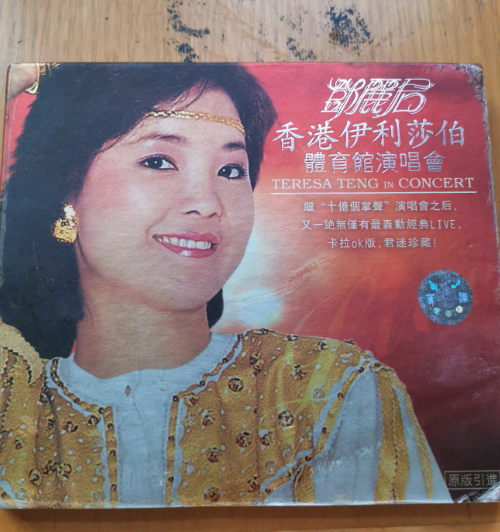 鄧麗君
香港伊利莎伯
體育館演唱會
TERESA TENG IN CONCERT
繼“十億個掌聲”演唱會之后,
又一絶無僅有最轟動經典LIVE,
卡拉ok版,君迷珍藏!
原版引進